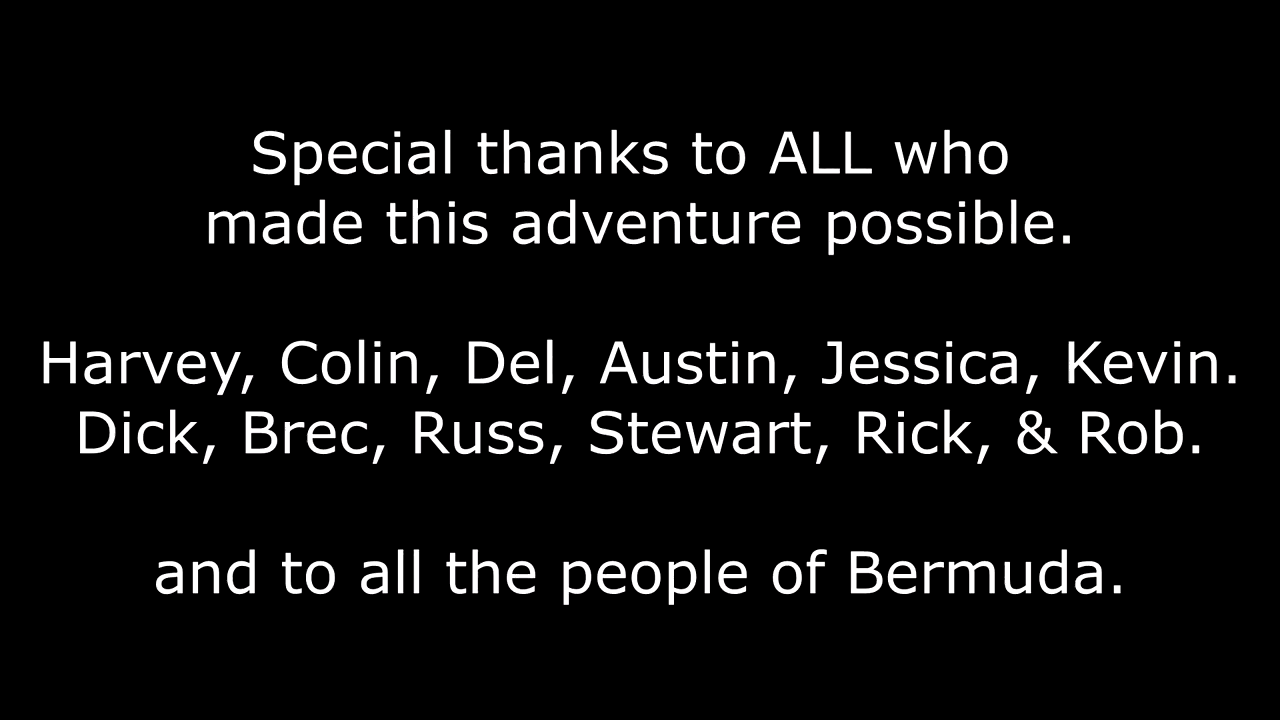 Special thanks to ALL who
made this adventure possible.
Harvey, Colin, Del, Austin, Jessica, Kevin.
Dick, Brec, Russ, Stewart, Rick, & Rob.
and to all the people of Bermuda.